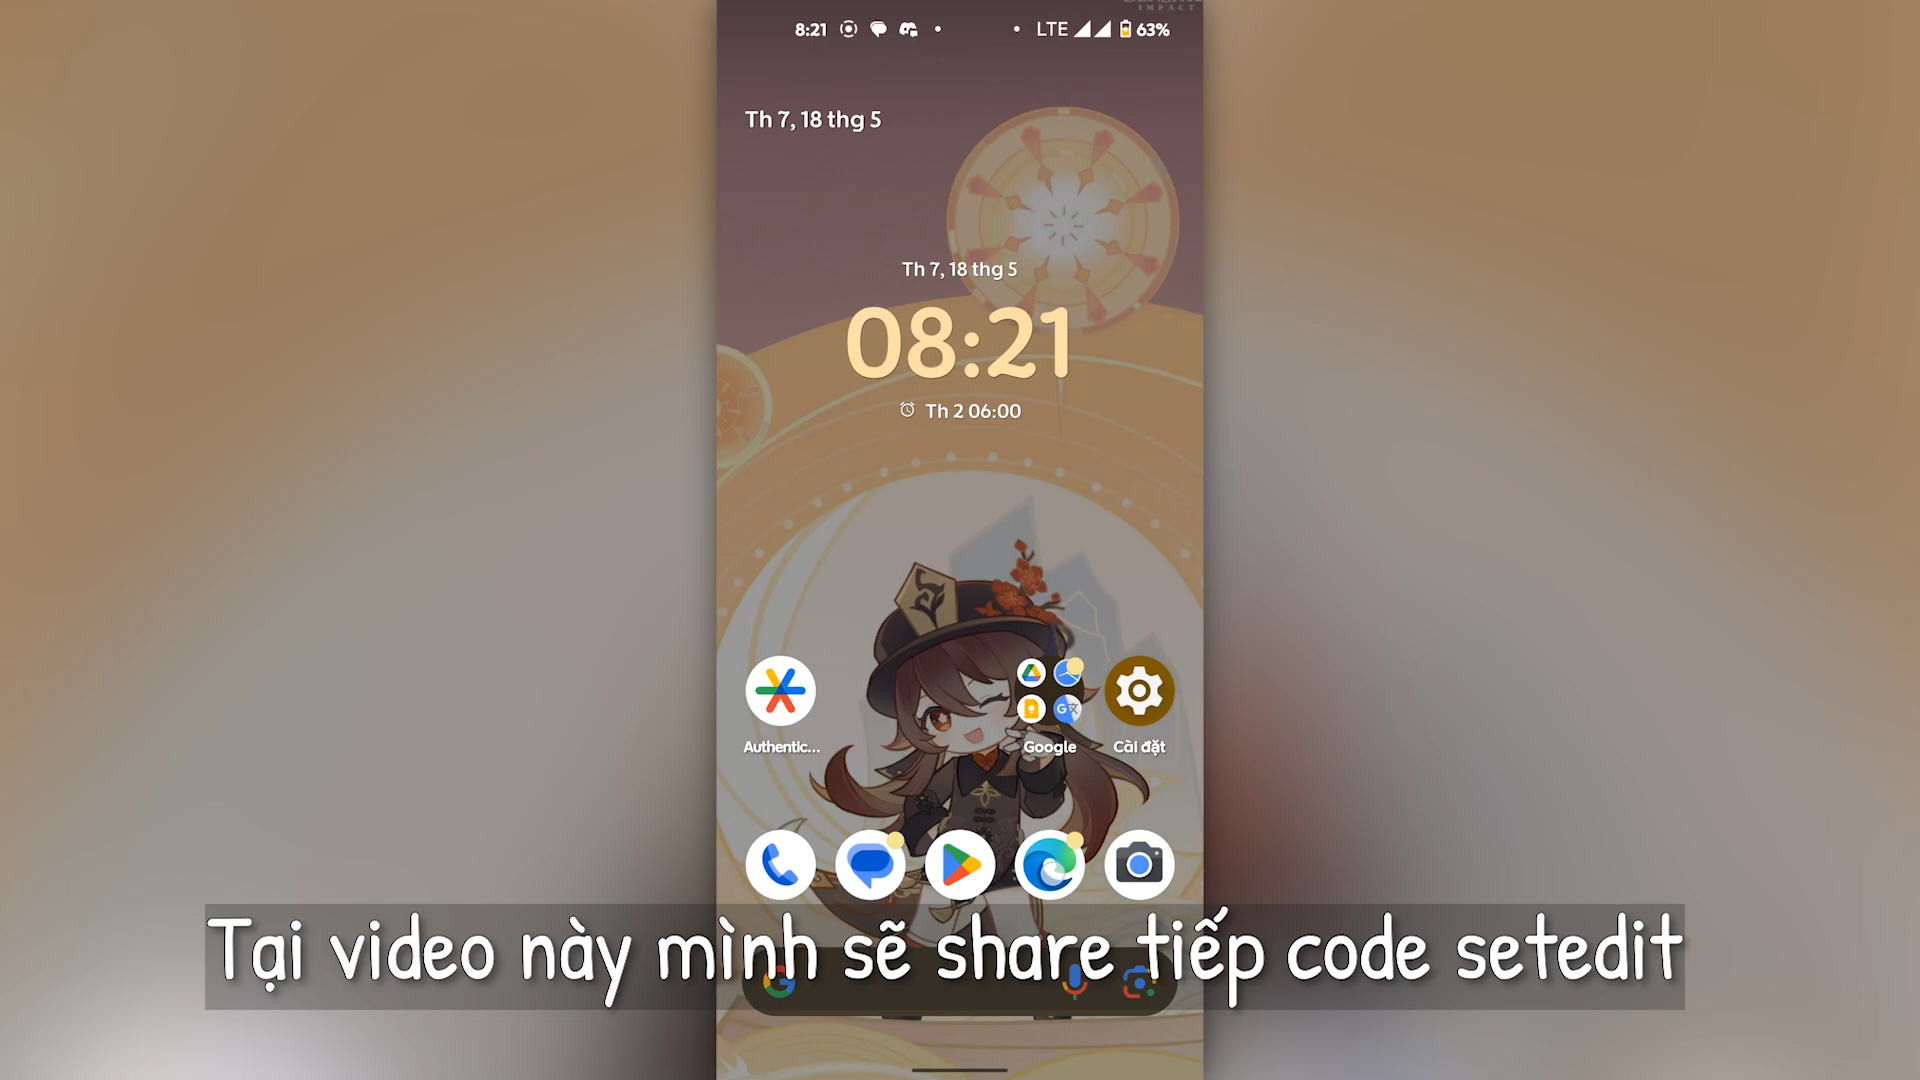 IMPACT
8:21
LTE
63%
Th 7, 18 thg 5
Th 7, 18 thg 5
08:21
Th 2 06:00
Authentic...
Google
Cài đặt
Tại video này mình sẽ share tiếp code setedit